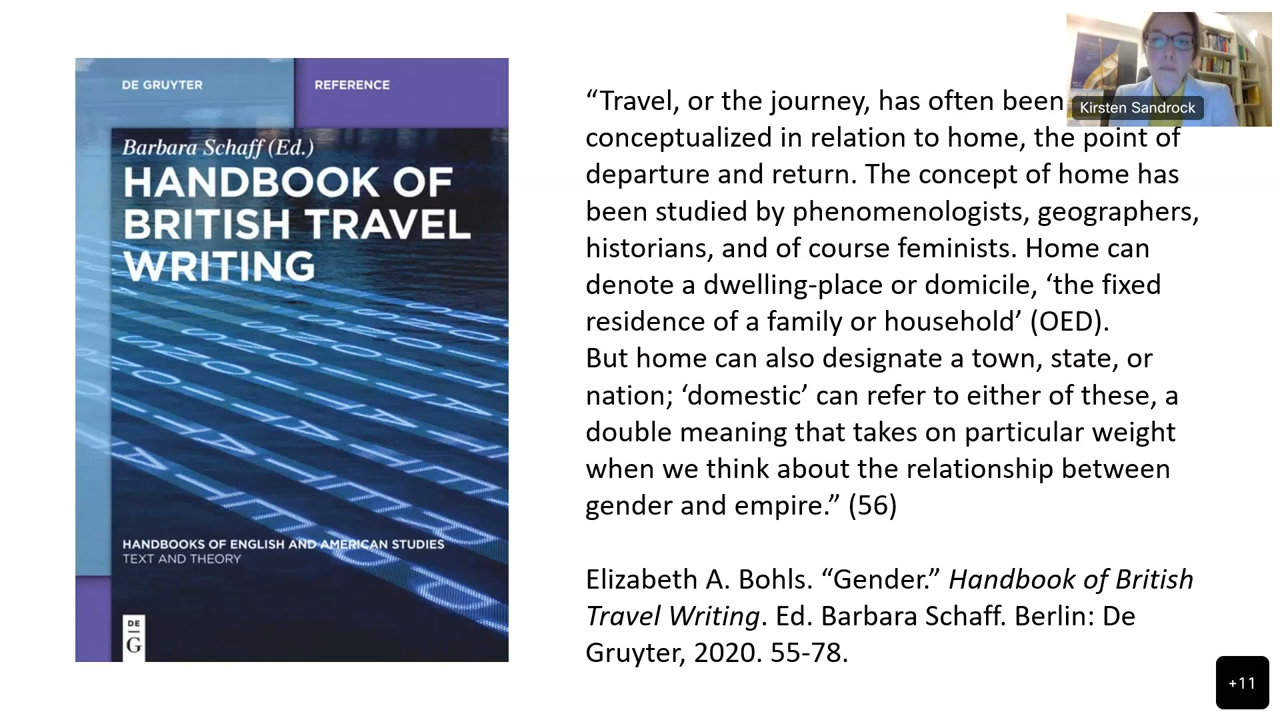 DE GRUYTER
REFERENCE
Barbara Schaff (Ed.)
HANDBOOK OF
BRITISH TRAVEL
WRITING
HANDBOOKS OF ENGLISH AND AMERICAN STUDIES
TEXT AND THEORY
DE
G
“Travel, or the journey, has often been
conceptualized in relation to home, the point of
departure and return. The concept of home has
been studied by phenomenologists, geographers,
historians, and of course feminists. Home can
denote a dwelling-place or domicile, ‘the fixed
residence of a family or household’ (OED).
But home can also designate a town, state, or
nation; ‘domestic’ can refer to either of these, a
double meaning that takes on particular weight
when we think about the relationship between
gender and empire.” (56)
Elizabeth A. Bohls. “Gender.” Handbook of British
Travel Writing. Ed. Barbara Schaff. Berlin: De
Gruyter, 2020. 55-78.
Kirsten Sandrock
+11